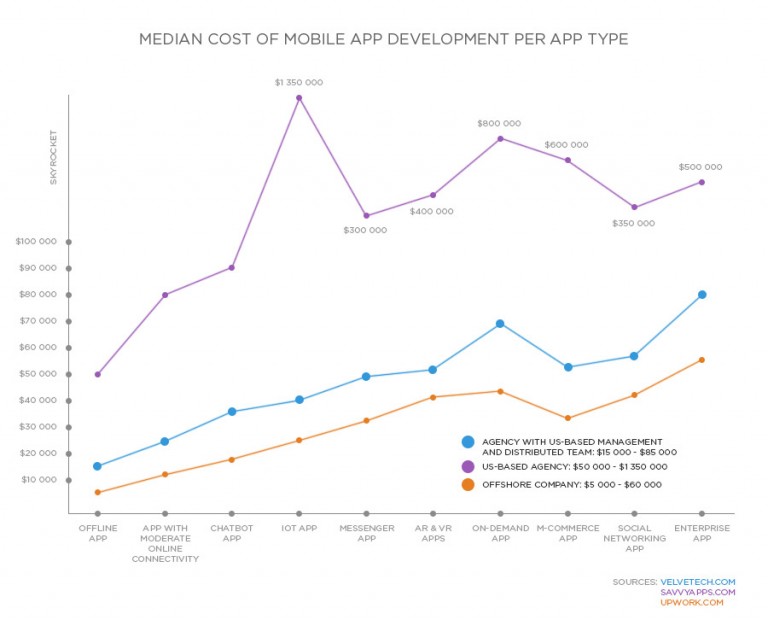 MEDIAN COST OF MOBILE APP DEVELOPMENT PER APP TYPE
SKYROCKET
$1 350 000
$300 000
$400 000
$800 000
$600 000
$350 000
$500 000
$100 000
$90 000
$80 000
$70 000
$60 000
$50 000
$40 000
$30 000
$20 000
$10 000
AGENCY WITH US-BASED MANAGEMENT
AND DISTRIBUTED TEAM: $15 000 - $85 000
US-BASED AGENCY: $50 000 - $1 350 000
OFFSHORE COMPANY: $5 000 - $60 000
OFFLINE
APP
APP WITH
MODERATE
ONLINE
CONNECTIVITY
CHATBOT
APP
IOT APP
MESSENGER
APP
AR & VR
APPS
ON-DEMAND
APP
M-COMMERCE
APP
SOCIAL
NETWORKING
APP
ENTERPRISE
APP
SOURCES: VELVETECH.COM
SAVVYAPPS.COM
UPWORK.COM